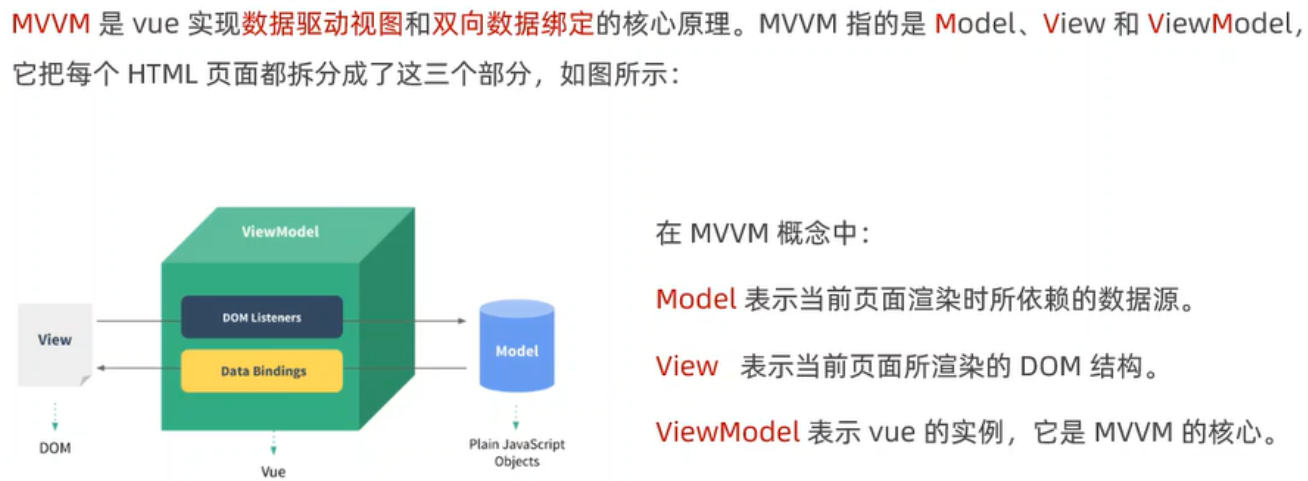 MVVM 是 vue 实现数据驱动视图和双向数据绑定的核心原理。MVVM 指的是 Model、View 和 ViewModel，
它把每个 HTML 页面都拆分成了这三个部分，如图所示：
ViewModel
DOM Listeners
View
Model
Data Bindings
DOM
Plain JavaScript
Objects
Vue
在 MVVM 概念中：
Model 表示当前页面渲染时所依赖的数据源。
View 表示当前页面所渲染的 DOM 结构。
ViewModel 表示 vue 的实例，它是 MVVM 的核心。